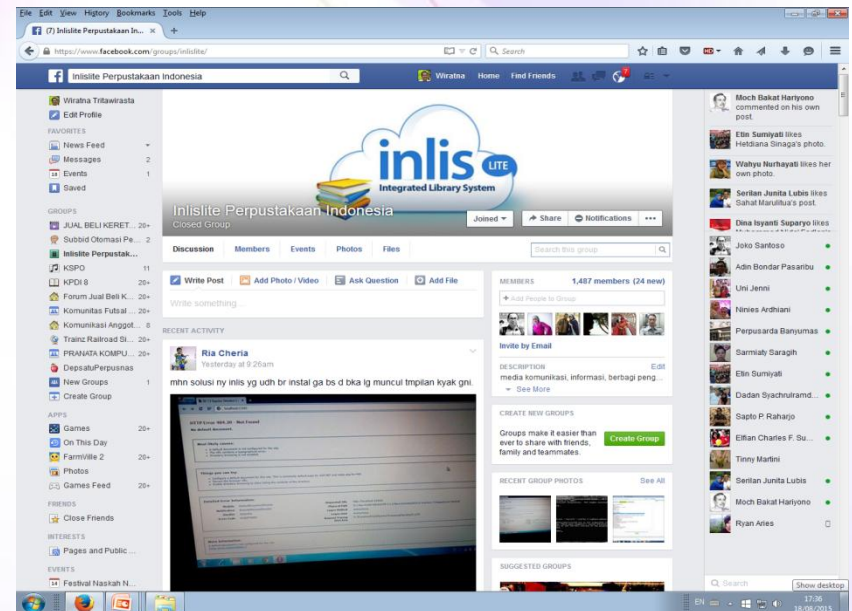 File Edit View History Bookmarks Tools Help
(7) Inlislite Perpustakaan In...
https://www.facebook.com/groups/inlislite/
Search
Inlislite Perpustakaan Indonesia
Wiratna Home Find Friends
Wiratna Tritawirasta
Edit Profile
FAVORITES
News Feed
Messages 2
Events 1
Saved
GROUPS
JUAL BELI KERET... 20+
Subbid Otomasi Pe... 2
Inlislite Perpustak...
KSPO 11
KPDI 8 20+
Forum Jual Beli K... 20+
Komunitas Futsal ... 20+
Komunikasi Anggot... 8
Trainz Railroad Si... 20+
PRANATA KOMPU... 20+
DepsatuPerpusnas
New Groups 1
Create Group
APPS
Games 20+
On This Day
FarmVille 2 20+
Photos
Games Feed 20+
FRIENDS
Close Friends
INTERESTS
Pages and Public ...
EVENTS
Festival Naskah N...
inlis LITE
Integrated Library System
Inlislite Perpustakaan Indonesia
Closed Group
Joined Share Notifications ...
Discussion Members Events Photos Files
Search this group
Write Post Add Photo / Video Ask Question Add File
Write something...
RECENT ACTIVITY
Ria Cheria
Yesterday at 9:26am
mhn solusi ny inlis yg udh br instal ga bs d bka lg muncul tmpilan kyak gni.
MEMBERS 1,487 members (24 new)
+ Add People to Group
Invite by Email
DESCRIPTION Edit
media komunikasi, informasi, berbagi peng...
See More
CREATE NEW GROUPS
Groups make it easier than
ever to share with friends,
family and teammates.
Create Group
RECENT GROUP PHOTOS See All
SUGGESTED GROUPS
Moch Bakat Hariyono
commented on his own
post.
Etin Sumiyati likes
Hetdiana Sinaga's photo.
Wahyu Nurhayati likes her
own photo.
Serilan Junita Lubis likes
Sahat Marulitua's post.
Dina Isyanti Suparyo likes
Joko Santoso
Adin Bondar Pasaribu
Uni Jenni
Ninies Ardhiani
Perpusarda Banyumas
Sarmiaty Saragih
Etin Sumiyati
Dadan Syachrulramd...
Sapto P. Raharjo
Elfian Charles F. Su...
Tinny Martini
Serilan Junita Lubis
Moch Bakat Hariyono
Ryan Aries
Search
Show desktop
EN
17:36
18/08/2015